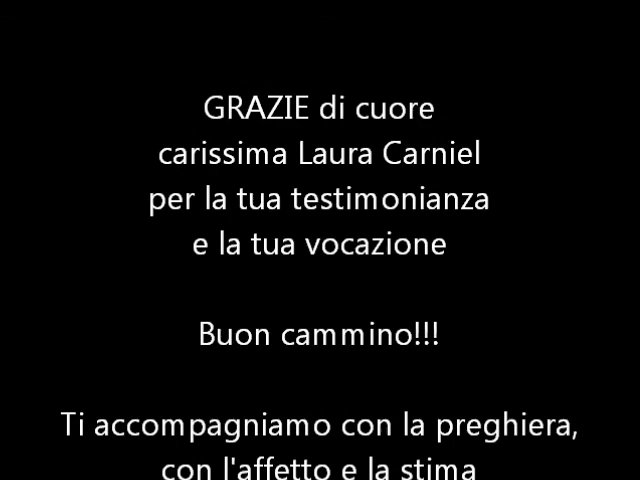 GRAZIE di cuore
carissima Laura Carniel
per la tua testimonianza
e la tua vocazione
Buon cammino!!!
Ti accompagniamo con la preghiera,
con l'affetto e la stima